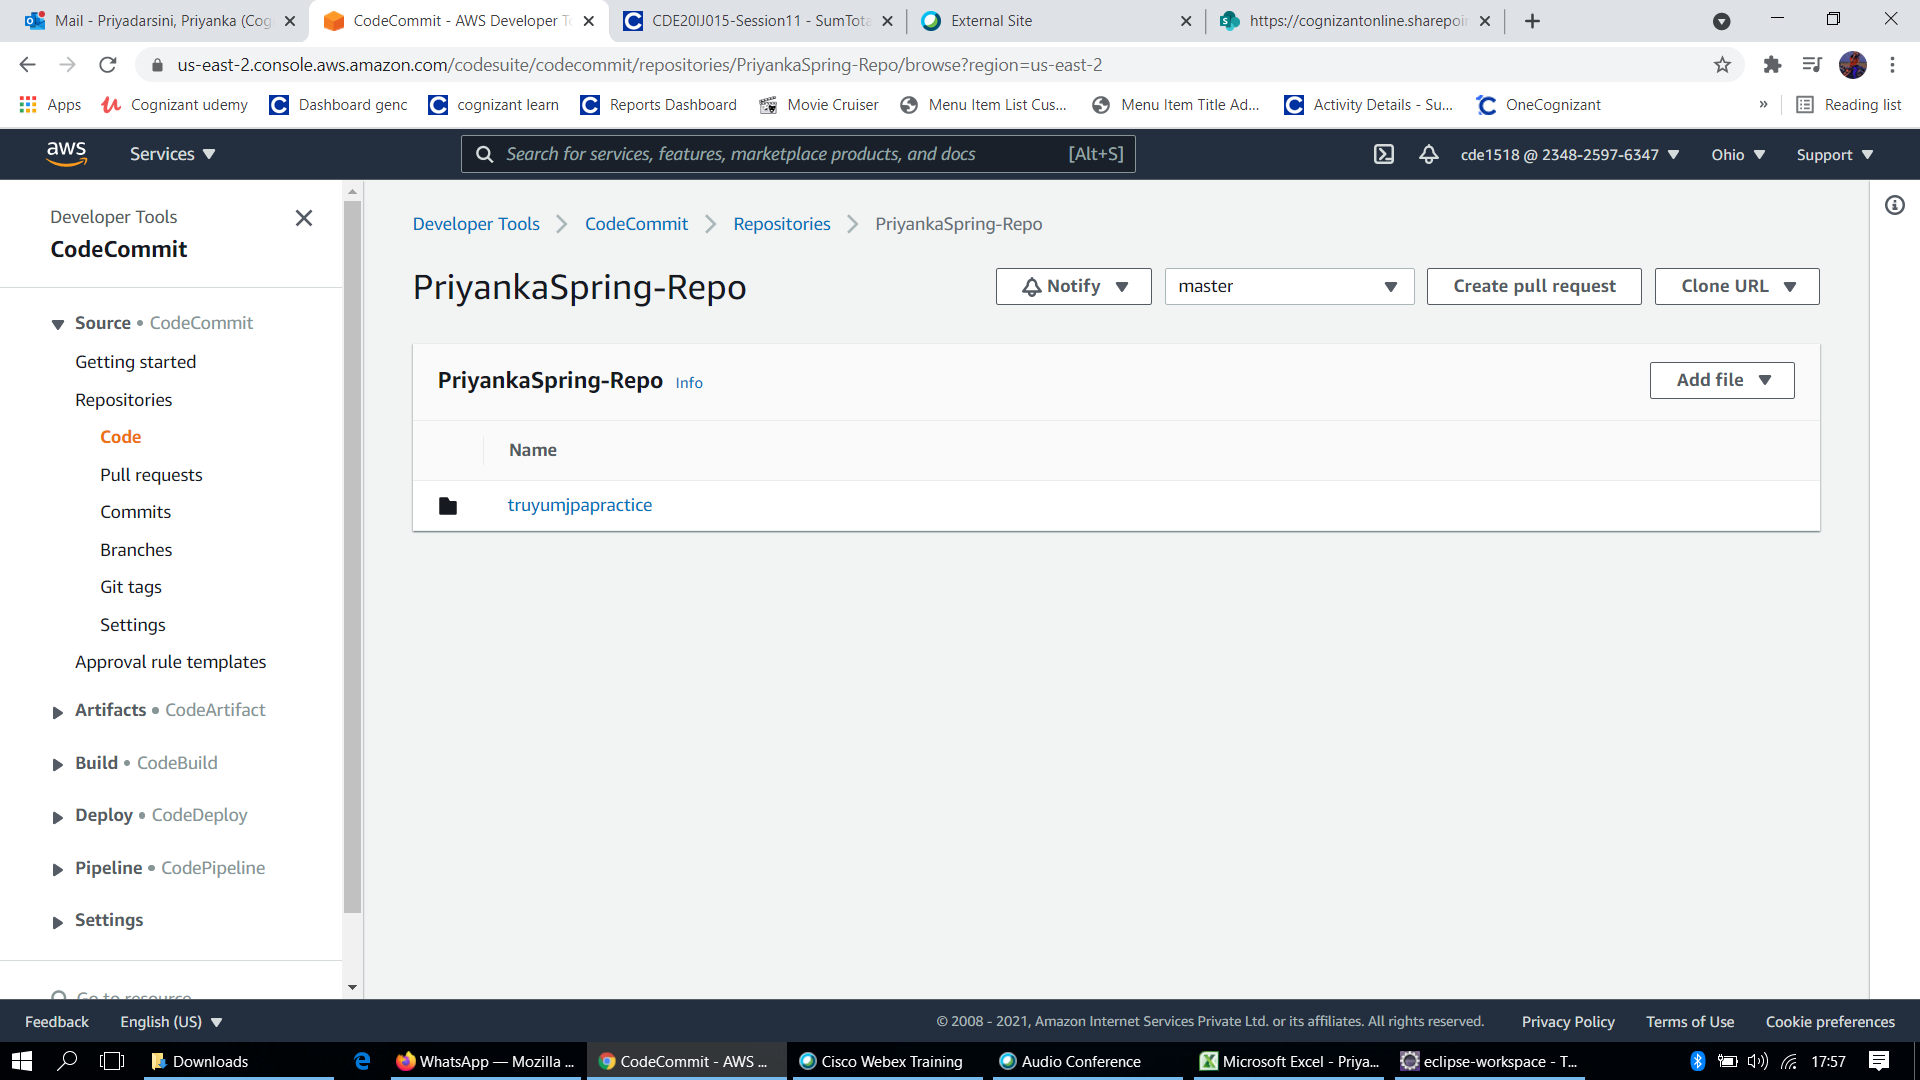 Mail - Priyadarsini, Priyanka (Cog
CodeCommit - AWS Developer To
CDE20IJ015-Session11 - SumTota
External Site
https://cognizantonline.sharepoin
us-east-2.console.aws.amazon.com/codesuite/codecommit/repositories/PriyankaSpring-Repo/browse?region=us-east-2
Apps
Cognizant udemy
Dashboard genc
cognizant learn
Reports Dashboard
Movie Cruiser
Menu Item List Cus...
Menu Item Title Ad...
Activity Details - Su...
OneCognizant
»
Reading list
aws
Services
Search for services, features, marketplace products, and docs
[Alt+S]
cde1518 @ 2348-2597-6347
Ohio
Support
Developer Tools
CodeCommit
Source • CodeCommit
Getting started
Repositories
Code
Pull requests
Commits
Branches
Git tags
Settings
Approval rule templates
Artifacts • CodeArtifact
Build • CodeBuild
Deploy • CodeDeploy
Pipeline • CodePipeline
Settings
Go to resource
Developer Tools
CodeCommit
Repositories
PriyankaSpring-Repo
PriyankaSpring-Repo
Notify
master
Create pull request
Clone URL
PriyankaSpring-Repo Info
Add file
Name
truyumjpapractice
Feedback
English (US)
© 2008 - 2021, Amazon Internet Services Private Ltd. or its affiliates. All rights reserved.
Privacy Policy
Terms of Use
Cookie preferences
Downloads
WhatsApp — Mozilla ...
CodeCommit - AWS ...
Cisco Webex Training
Audio Conference
Microsoft Excel - Priya...
eclipse-workspace - T...
17:57